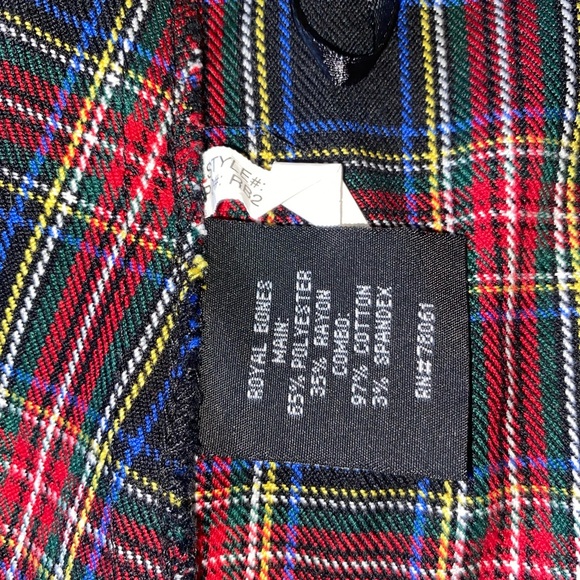 STYLE#:
ROYAL BONES
MAIN:
65% POLYESTER
35% RAYON
COMBO:
97% COTTON
3% SPANDEX
RN#78061